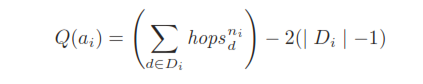 Q(a_i) = \left( \sum_{d \in D_i} hops_d^{n_i} \right) - 2(| D_i | -1)